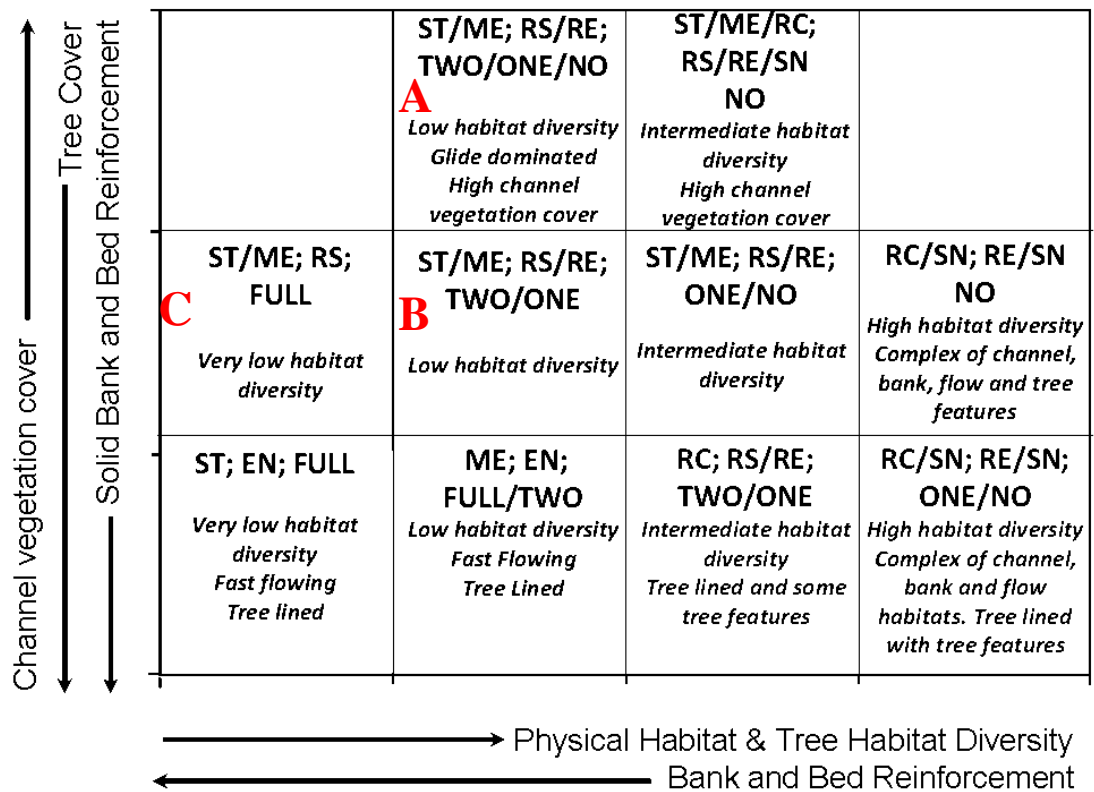 Channel vegetation cover
Tree Cover
Solid Bank and Bed Reinforcement
ST/ME; RS/RE;
TWO/ONE/NO
A
Low habitat diversity
Glide dominated
High channel
vegetation cover
ST/ME/RC;
RS/RE/SN
NO
Intermediate habitat
diversity
High channel
vegetation cover
ST/ME; RS;
FULL
C
Very low habitat
diversity
ST/ME; RS/RE;
TWO/ONE
B
Low habitat diversity
ST/ME; RS/RE;
ONE/NO
Intermediate habitat
diversity
RC/SN; RE/SN
NO
High habitat diversity
Complex of channel,
bank, flow and tree
features
ST; EN; FULL
Very low habitat
diversity
Fast flowing
Tree lined
ME; EN;
FULL/TWO
Low habitat diversity
Fast Flowing
Tree Lined
RC; RS/RE;
TWO/ONE
Intermediate habitat
diversity
Tree lined and some
tree features
RC/SN; RE/SN;
ONE/NO
High habitat diversity
Complex of channel,
bank and flow
habitats. Tree lined
with tree features
Physical Habitat & Tree Habitat Diversity
Bank and Bed Reinforcement